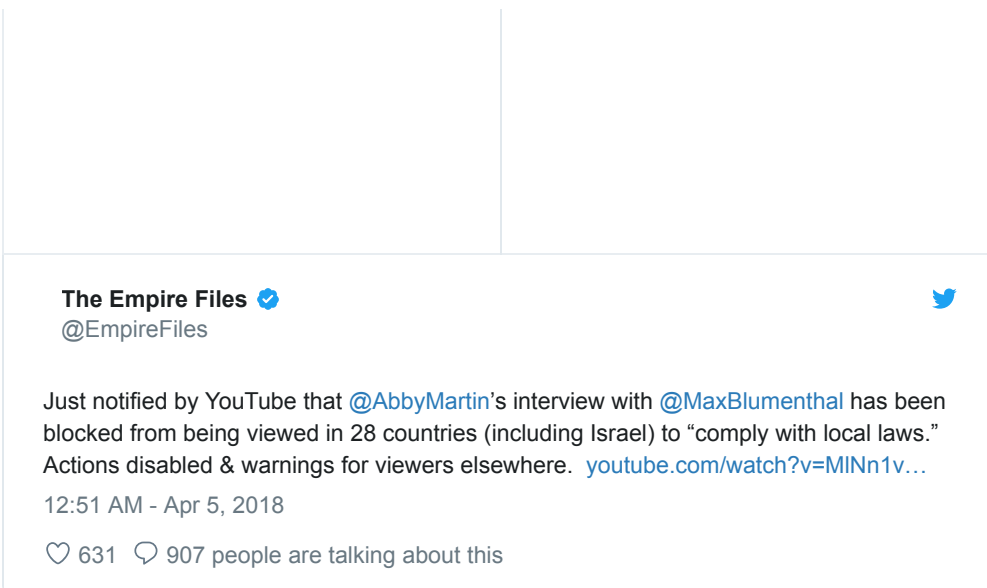 The Empire Files
@EmpireFiles
Just notified by YouTube that @AbbyMartin's interview with @MaxBlumenthal has been
blocked from being viewed in 28 countries (including Israel) to “comply with local laws.”
Actions disabled & warnings for viewers elsewhere. youtube.com/watch?v=MlNn1v…
12:51 AM - Apr 5, 2018
631 907 people are talking about this